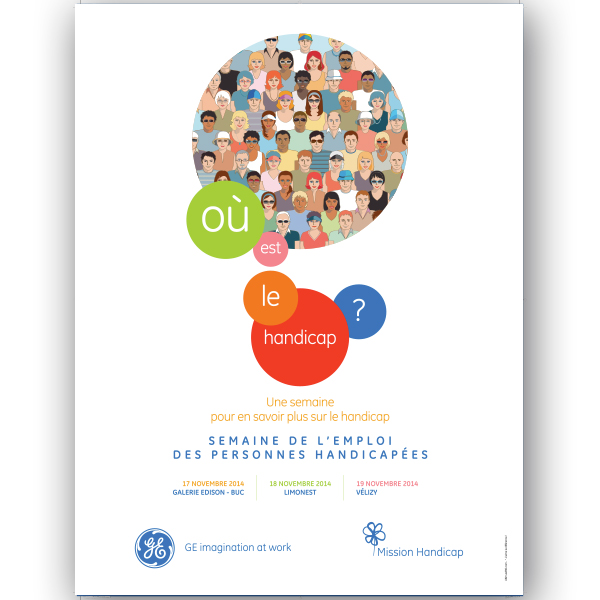 où
est
le
handicap
?
Une semaine
pour en savoir plus sur le handicap
SEMAINE DE L'EMPLOI
DES PERSONNES HANDICAPÉES
17 NOVEMBRE 2014
GALERIE EDISON - BUC
18 NOVEMBRE 2014
LIMONEST
19 NOVEMBRE 2014
VÉLIZY
GE
GE imagination at work
Mission Handicap